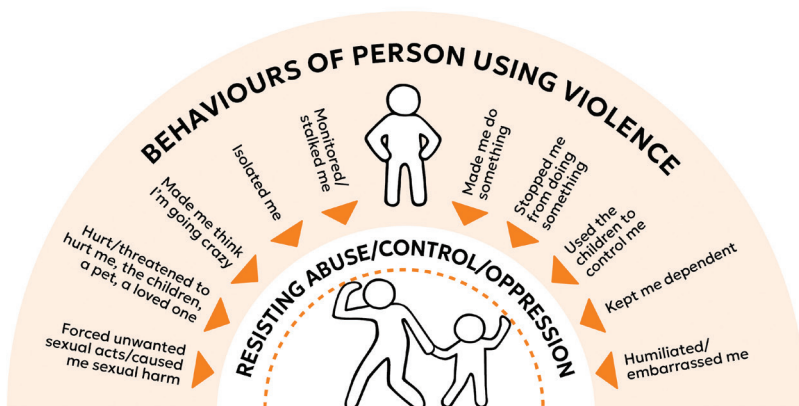 BEHAVIOURS OF PERSON USING VIOLENCE
Forced unwanted
sexual acts/caused
me sexual harm
Hurt/threatened to
hurt me, the children,
a pet, a loved one
Made me think
I'm going crazy
Isolated me
Monitored/
stalked me
Made me do
something
Stopped me
from doing
something
Used the
children to
control me
Kept me dependent
Humiliated/
embarrassed me
RESISTING ABUSE/CONTROL/OPPRESSION